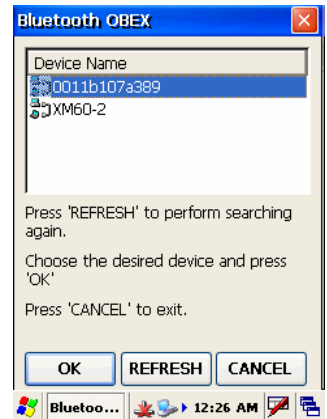 Bluetooth OBEX
Device Name
0011b107a389
XM60-2
Press 'REFRESH' to perform searching
again.
Choose the desired device and press
'OK'
Press 'CANCEL' to exit.
OK REFRESH CANCEL
Bluetoo... 12:26 AM